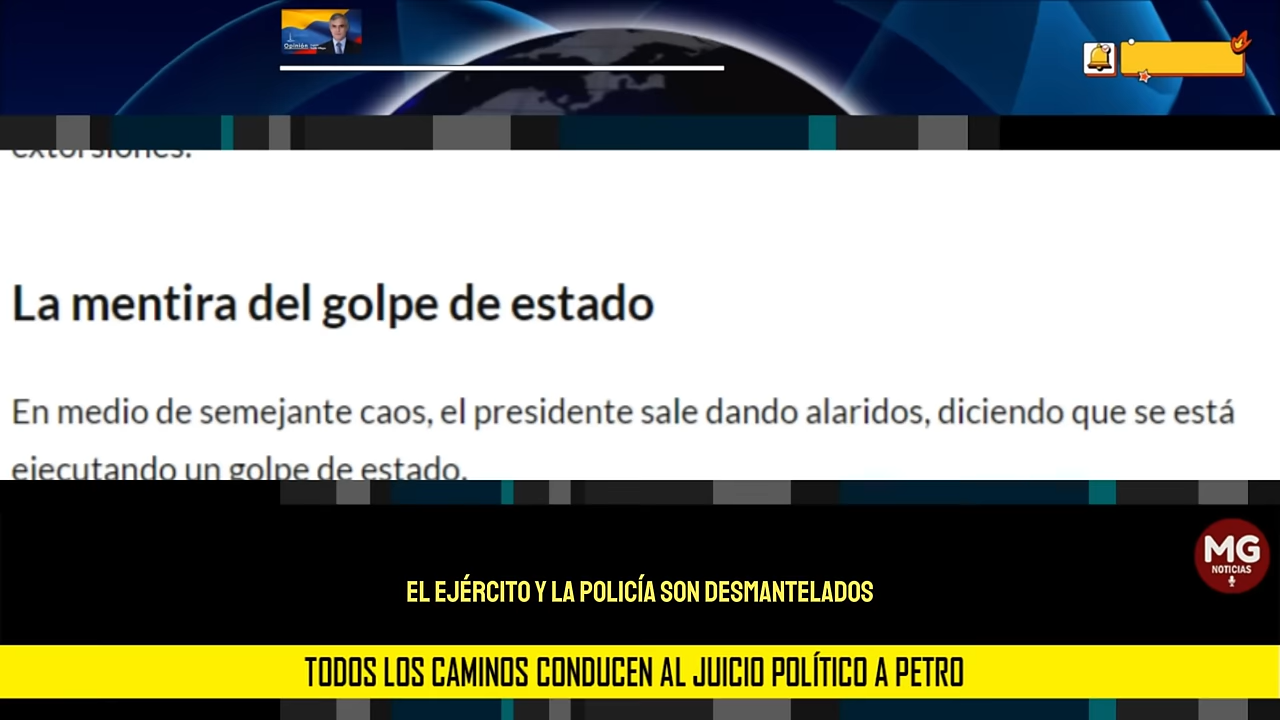 Opinión
extorsiones.
La mentira del golpe de estado
En medio de semejante caos, el presidente sale dando alaridos, diciendo que se está
ejecutando un golpe de estado.
MG
NOTICIAS
EL EJÉRCITO Y LA POLICÍA SON DESMANTELADOS
TODOS LOS CAMINOS CONDUCEN AL JUICIO POLÍTICO A PETRO